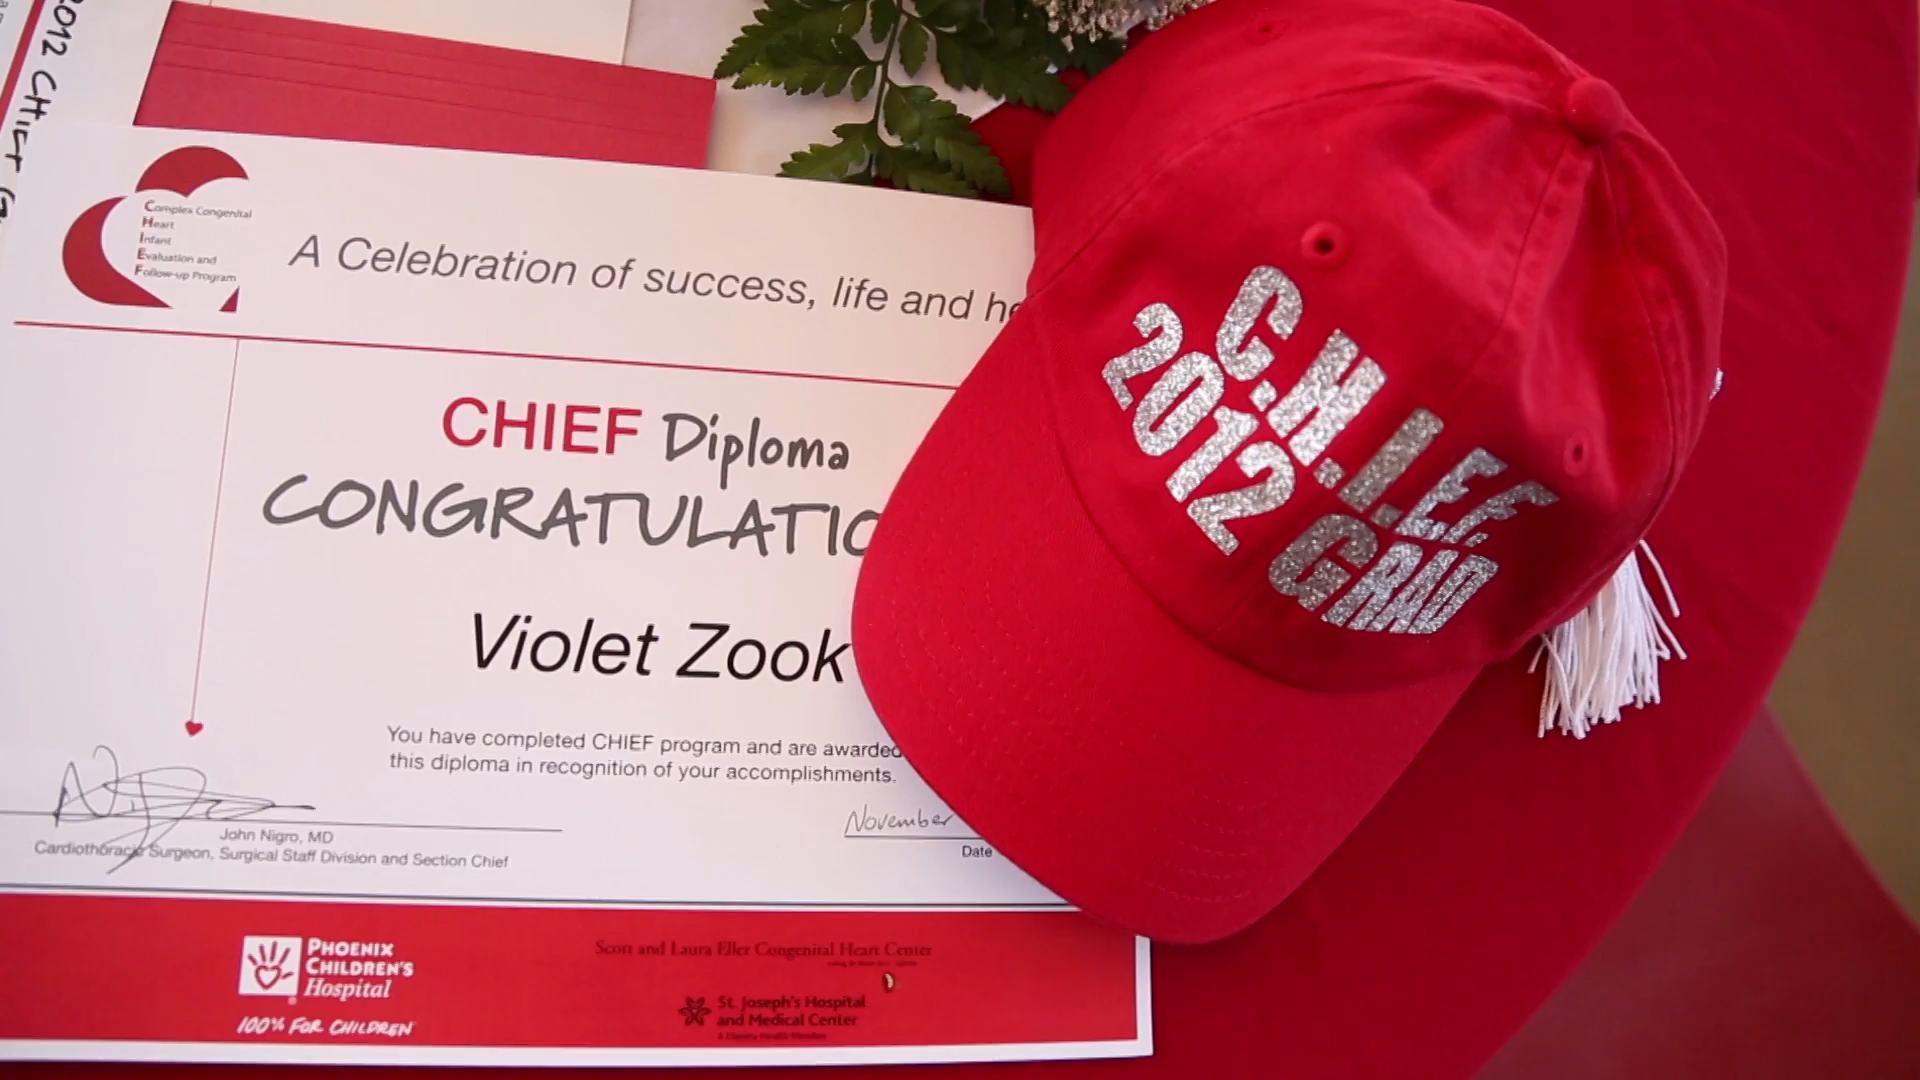 2012 CHIEF
Complex Congenital
Heart
Infant
Evaluation and
Follow-up Program
A Celebration of success, life and he
CHIEF Diploma
CONGRATULATIO
Violet Zook
You have completed CHIEF program and are awarded
this diploma in recognition of your accomplishments.
November
Date
John Nigro, MD
Cardiothoracic Surgeon, Surgical Staff Division and Section Chief
PHOENIX
CHILDREN'S
Hospital
100% FOR CHILDREN
Scott and Laura Eller Congenital Heart Center
St. Joseph's Hospital
and Medical Center
C.H.I.E.F.
2012 GRAD